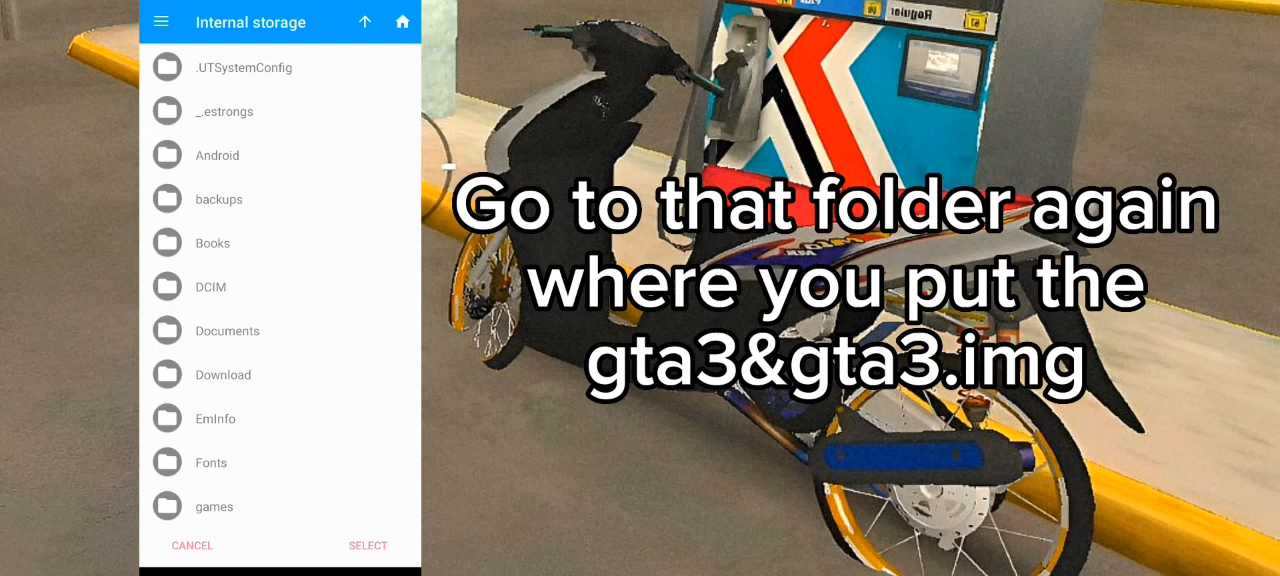 Internal storage
.UTSystemConfig
_.estrongs
Android
backups
Books
DCIM
Documents
Download
EmInfo
Fonts
games
CANCEL
SELECT
Regular
Go to that folder again
where you put the
gta3&gta3.img